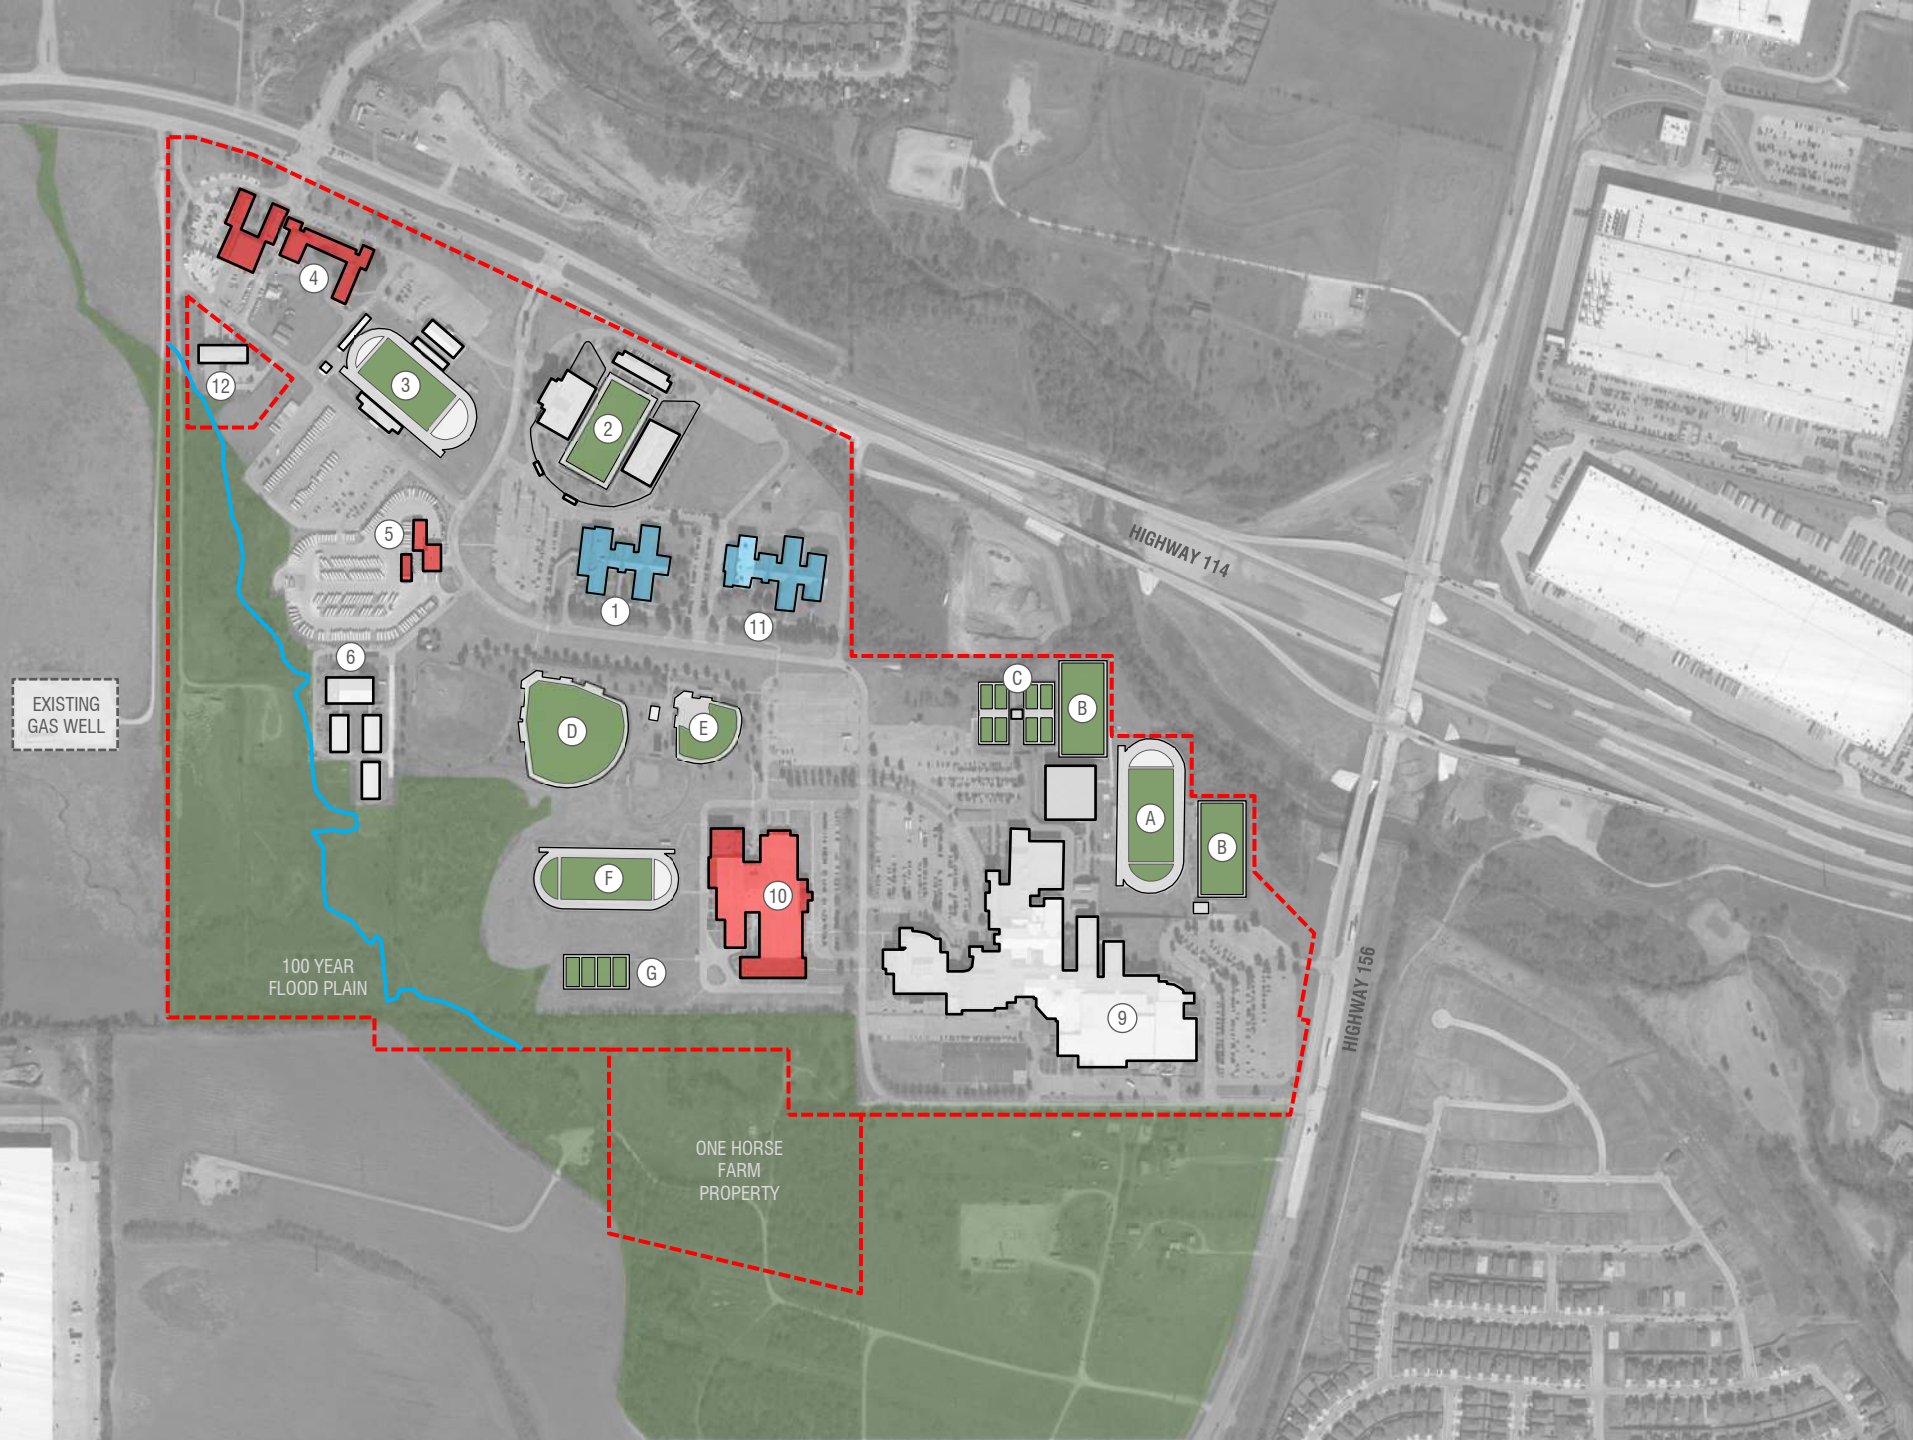 4
3
12
2
HIGHWAY 114
5
1
11
6
C
B
EXISTING
GAS WELL
D
E
A
B
F
10
100 YEAR
FLOOD PLAIN
G
9
HIGHWAY 156
ONE HORSE
FARM
PROPERTY